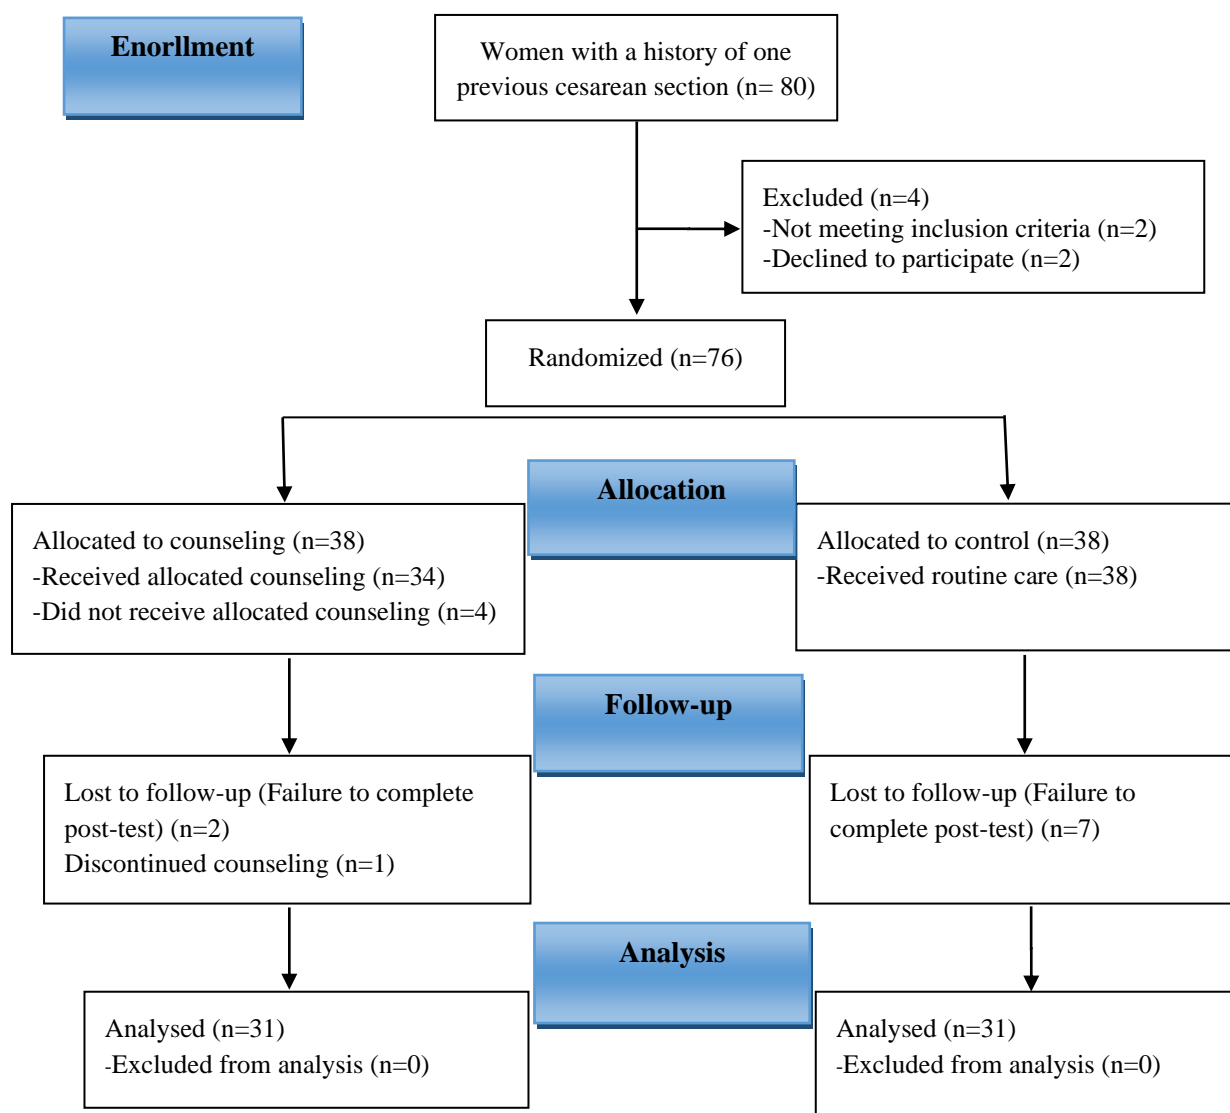 Enorllment
Women with a history of one
previous cesarean section (n= 80)
Excluded (n=4)
-Not meeting inclusion criteria (n=2)
-Declined to participate (n=2)
Randomized (n=76)
Allocation
Allocated to counseling (n=38)
-Received allocated counseling (n=34)
-Did not receive allocated counseling (n=4)
Allocated to control (n=38)
-Received routine care (n=38)
Follow-up
Lost to follow-up (Failure to complete
post-test) (n=2)
Discontinued counseling (n=1)
Lost to follow-up (Failure to
complete post-test) (n=7)
Analysis
Analysed (n=31)
-Excluded from analysis (n=0)
Analysed (n=31)
-Excluded from analysis (n=0)